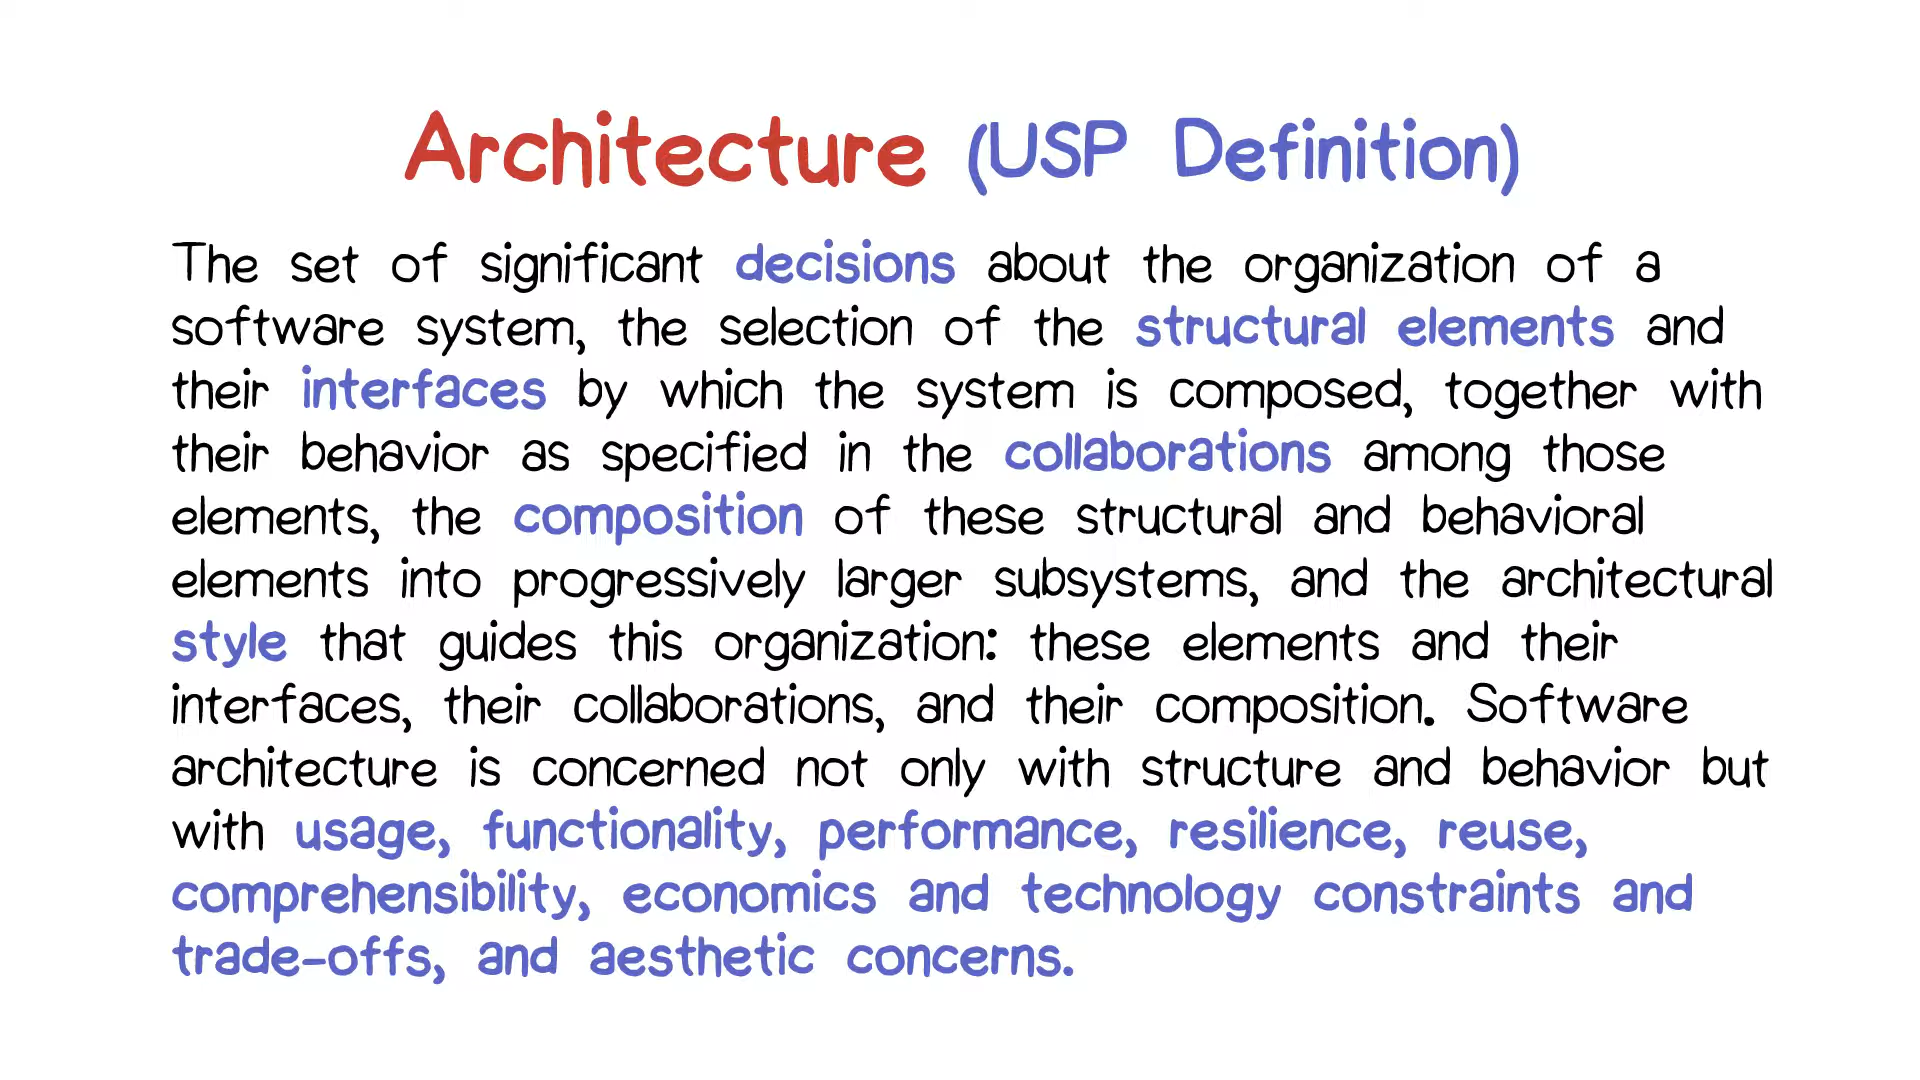 Architecture (USP Definition)
The set of significant decisions about the organization of a
software system, the selection of the structural elements and
their interfaces by which the system is composed, together with
their behavior as specified in the collaborations among those
elements, the composition of these structural and behavioral
elements into progressively larger subsystems, and the architectural
style that guides this organization: these elements and their
interfaces, their collaborations, and their composition. Software
architecture is concerned not only with structure and behavior but
with usage, functionality, performance, resilience, reuse,
comprehensibility, economics and technology constraints and
trade-offs, and aesthetic concerns.